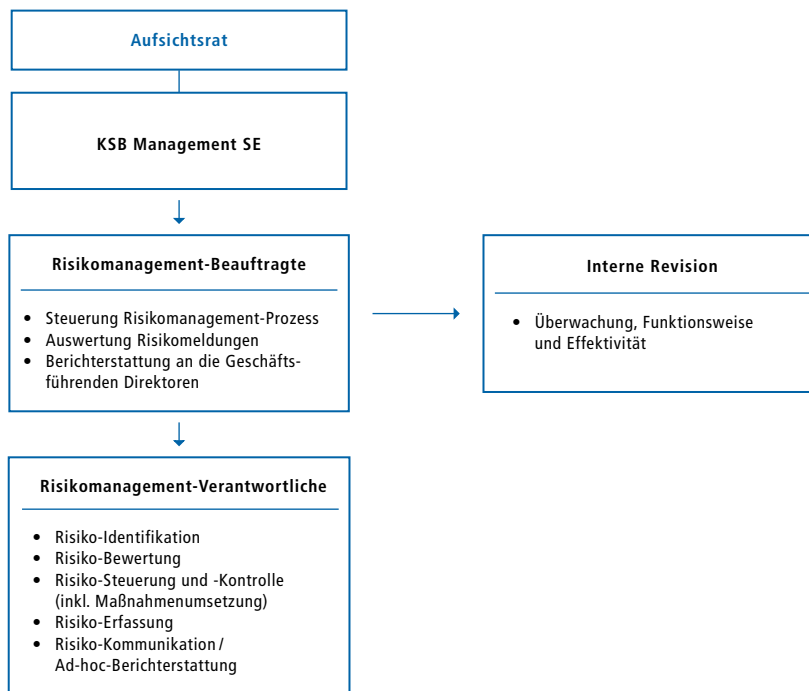 Aufsichtsrat
KSB Management SE
Risikomanagement-Beauftragte
• Steuerung Risikomanagement-Prozess
• Auswertung Risikomeldungen
• Berichterstattung an die Geschäfts-
führenden Direktoren
Interne Revision
• Überwachung, Funktionsweise
und Effektivität
Risikomanagement-Verantwortliche
• Risiko-Identifikation
• Risiko-Bewertung
• Risiko-Steuerung und -Kontrolle
(inkl. Maßnahmenumsetzung)
• Risiko-Erfassung
• Risiko-Kommunikation /
Ad-hoc-Berichterstattung